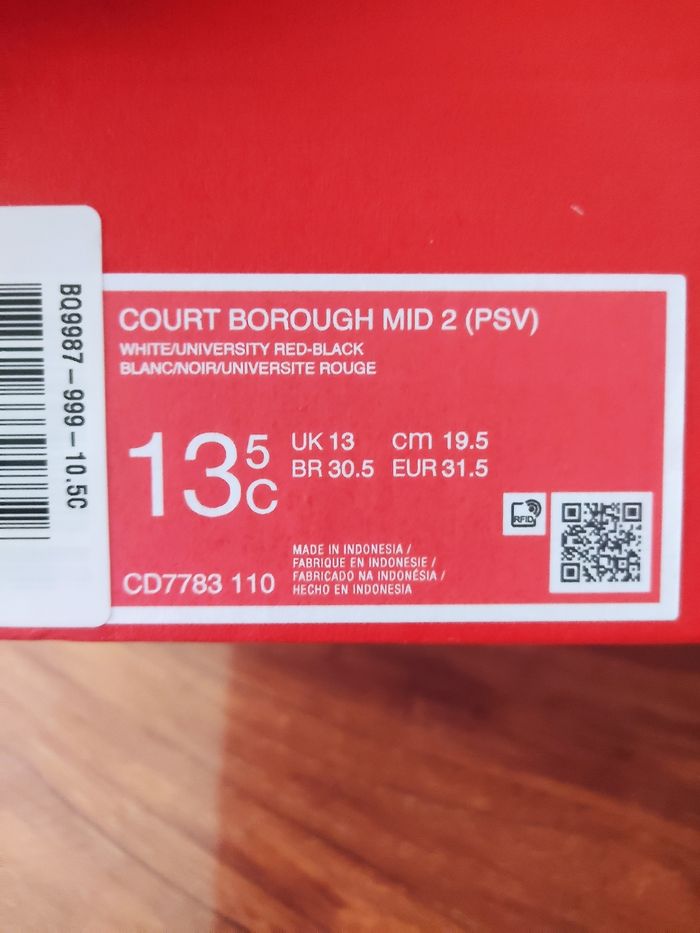 BQ9987-999-10.5C
COURT BOROUGH MID 2 (PSV)
WHITE/UNIVERSITY RED-BLACK
BLANC/NOIR/UNIVERSITE ROUGE
13 5 C
UK 13 cm 19.5
BR 30.5 EUR 31.5
RFID
MADE IN INDONESIA /
FABRIQUE EN INDONESIE /
FABRICADO NA INDONÉSIA /
HECHO EN INDONESIA
CD7783 110